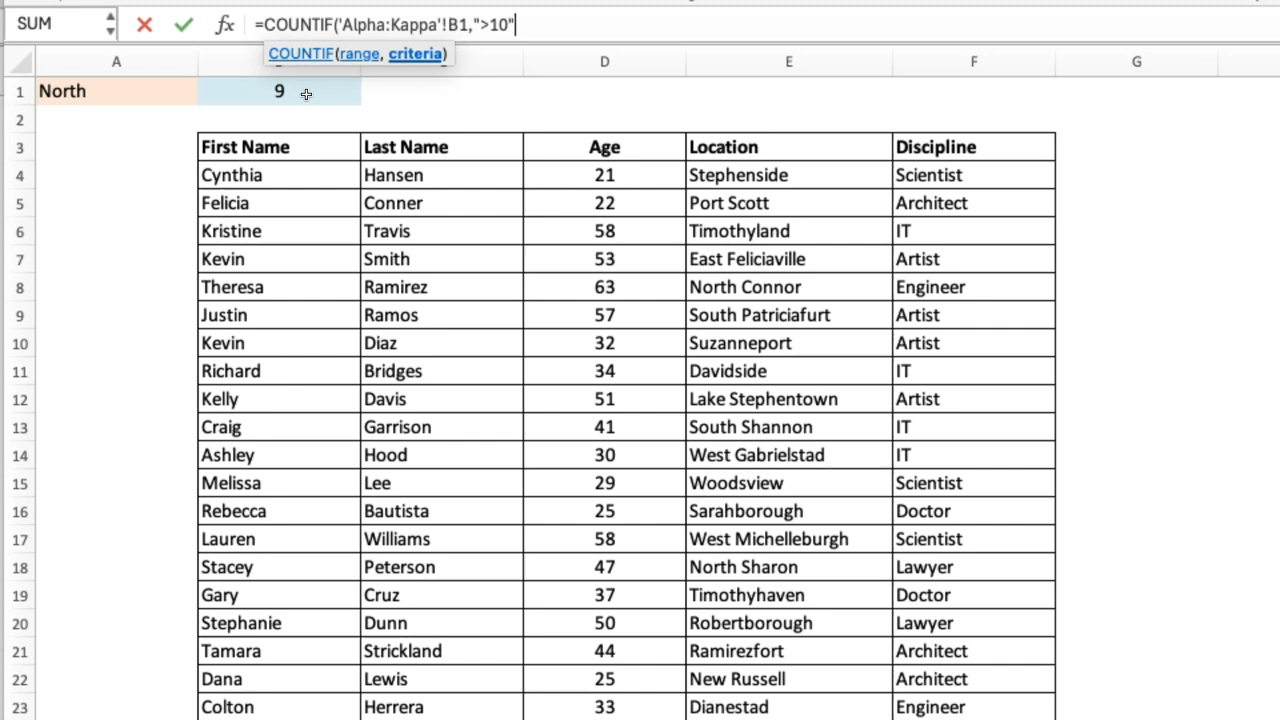 SUM fx =COUNTIF('Alpha:Kappa'!B1,">10"
COUNTIF(range, criteria)
A D E F G
1 North 9
2
3 First Name Last Name Age Location Discipline
4 Cynthia Hansen 21 Stephenside Scientist
5 Felicia Conner 22 Port Scott Architect
6 Kristine Travis 58 Timothyland IT
7 Kevin Smith 53 East Feliciaville Artist
8 Theresa Ramirez 63 North Connor Engineer
9 Justin Ramos 57 South Patriciafurt Artist
10 Kevin Diaz 32 Suzanneport Artist
11 Richard Bridges 34 Davidside IT
12 Kelly Davis 51 Lake Stephentown Artist
13 Craig Garrison 41 South Shannon IT
14 Ashley Hood 30 West Gabrielstad IT
15 Melissa Lee 29 Woodsview Scientist
16 Rebecca Bautista 25 Sarahborough Doctor
17 Lauren Williams 58 West Michelleburgh Scientist
18 Stacey Peterson 47 North Sharon Lawyer
19 Gary Cruz 37 Timothyhaven Doctor
20 Stephanie Dunn 50 Robertborough Lawyer
21 Tamara Strickland 44 Ramirezfort Architect
22 Dana Lewis 25 New Russell Architect
23 Colton Herrera 33 Dianestad Engineer